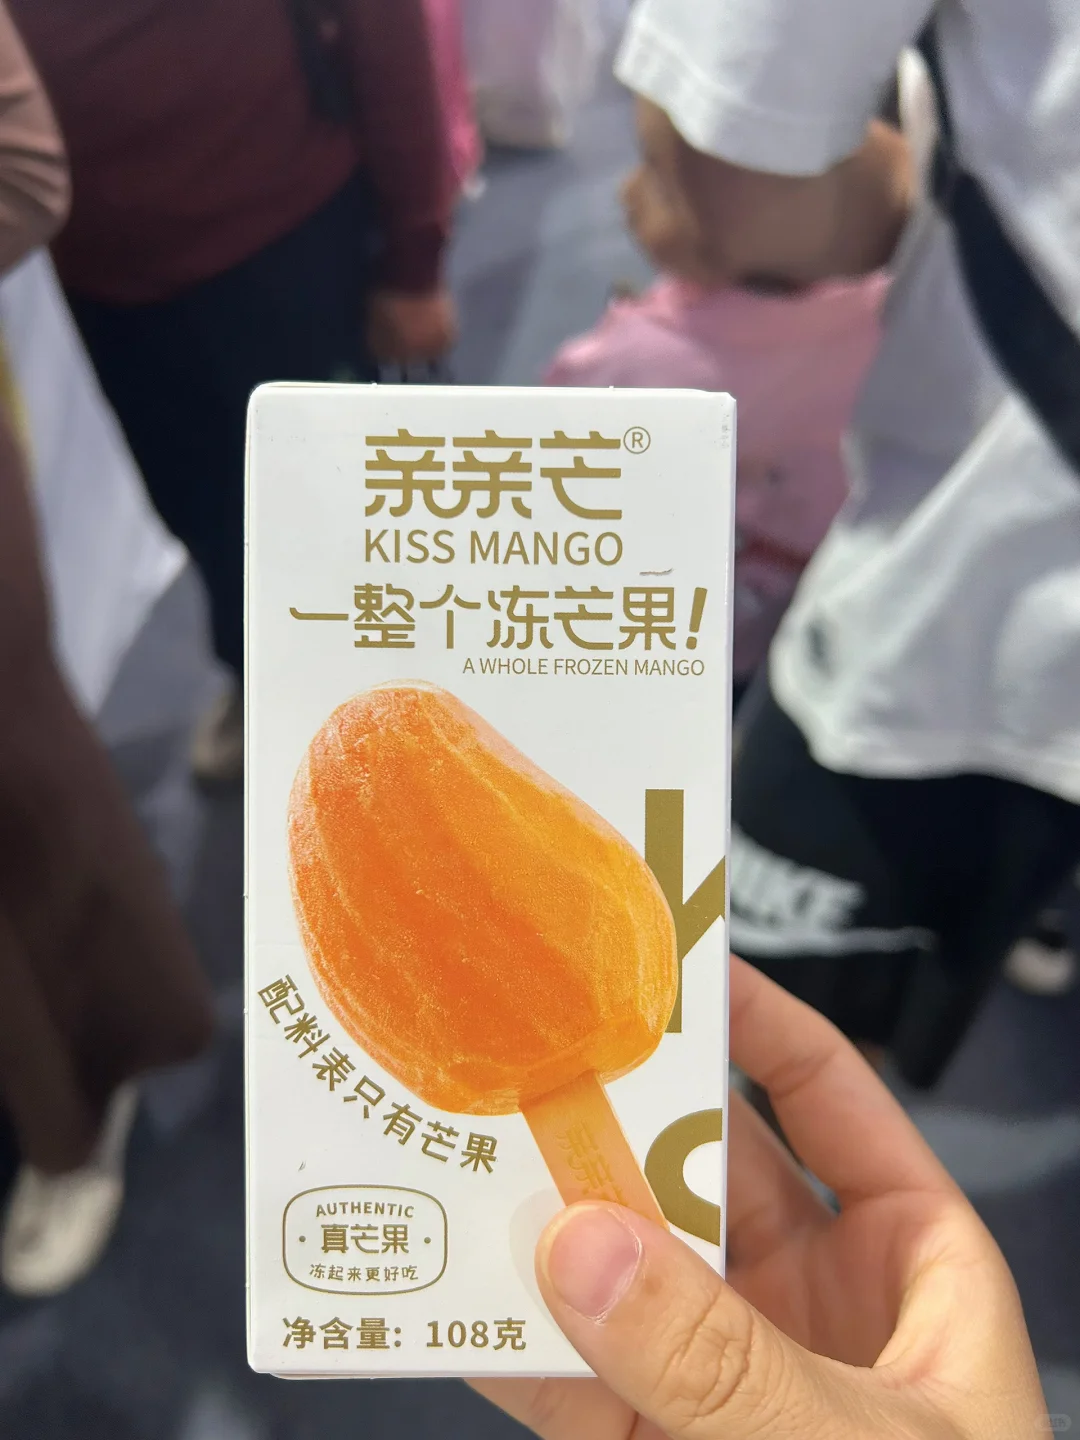 亲亲芒®
KISS MANGO
一整个冻芒果!
A WHOLE FROZEN MANGO
配料表只有芒果
AUTHENTIC
·真芒果·
冻起来更好吃
净含量: 108克
NIKE